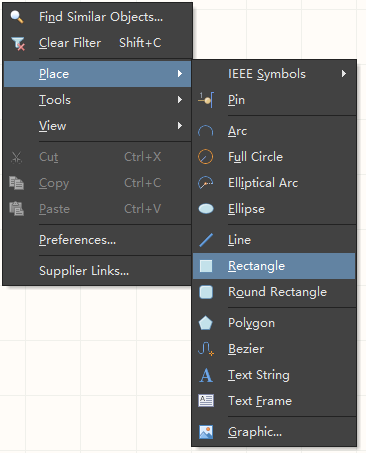 Find Similar Objects...
Clear Filter Shift+C
Place
Tools
View
Cut Ctrl+X
Copy Ctrl+C
Paste Ctrl+V
Preferences...
Supplier Links...
IEEE Symbols
Pin
Arc
Full Circle
Elliptical Arc
Ellipse
Line
Rectangle
Round Rectangle
Polygon
Bezier
A Text String
A Text Frame
Graphic...